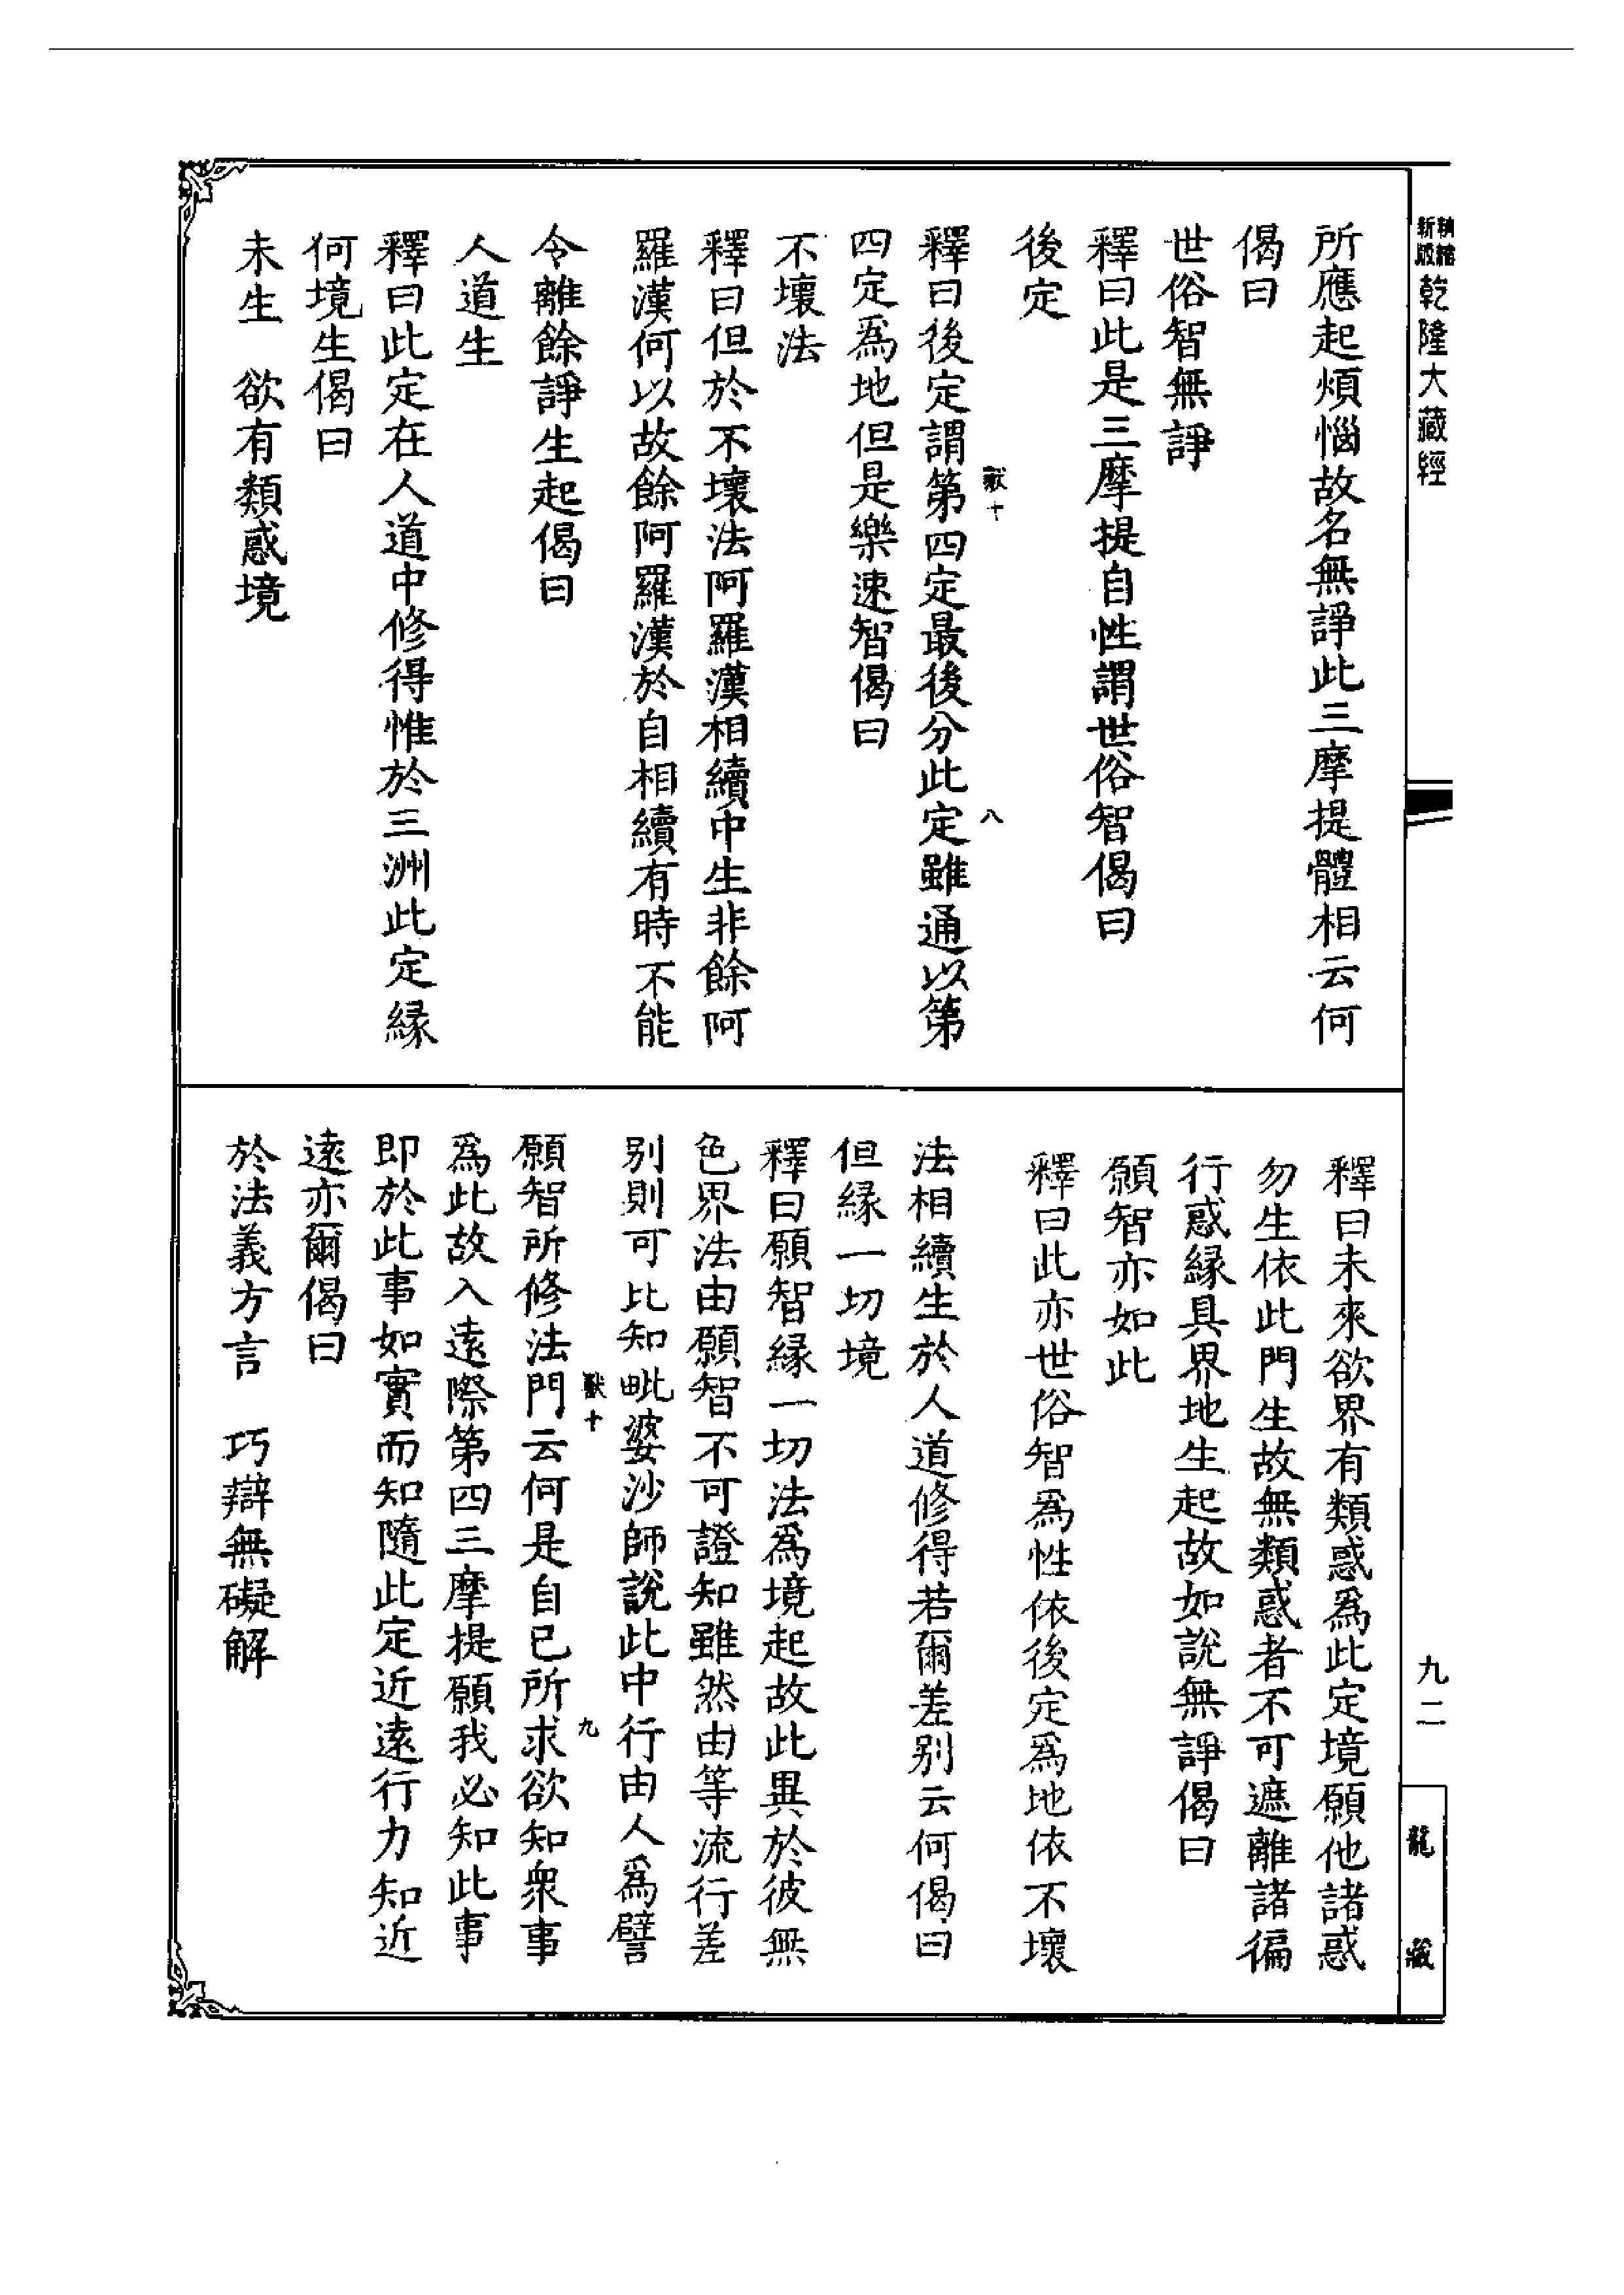 新版精縮乾隆大藏經
所應起煩惱故名無諍此三摩提體相云何
偈曰
世俗智無諍
釋曰此是三摩提自性謂世俗智偈曰
後定
獸十
八
釋曰後定謂第四定最後分此定雖通以第
四定爲地但是樂速智偈曰
不壞法
釋曰但於不壞法阿羅漢相續中生非餘阿
羅漢何以故餘阿羅漢於自相續有時不能
令離餘諍生起偈曰
人道生
釋曰此定在人道中修得惟於三洲此定緣
何境生偈曰
未生　欲有類惑境
釋曰未來欲界有類惑爲此定境願他諸惑
勿生依此門生故無類惑者不可遮離諸徧
行惑緣具界地生起故如說無諍偈曰
願智亦如此
釋曰此亦世俗智爲性依後定爲地依不壞
法相續生於人道修得若爾差别云何偈曰
但緣一切境
釋曰願智緣一切法爲境起故此異於彼無
色界法由願智不可證知雖然由等流行差
别則可比知毗婆沙師說此中行由人爲譬
獸十
九
願智所修法門云何是自已所求欲知衆事
爲此故入遠際第四三摩提願我必知此事
即於此事如實而知隨此定近遠行力知近
遠亦爾偈曰
於法義方言　巧辯無礙解
九二
龍藏